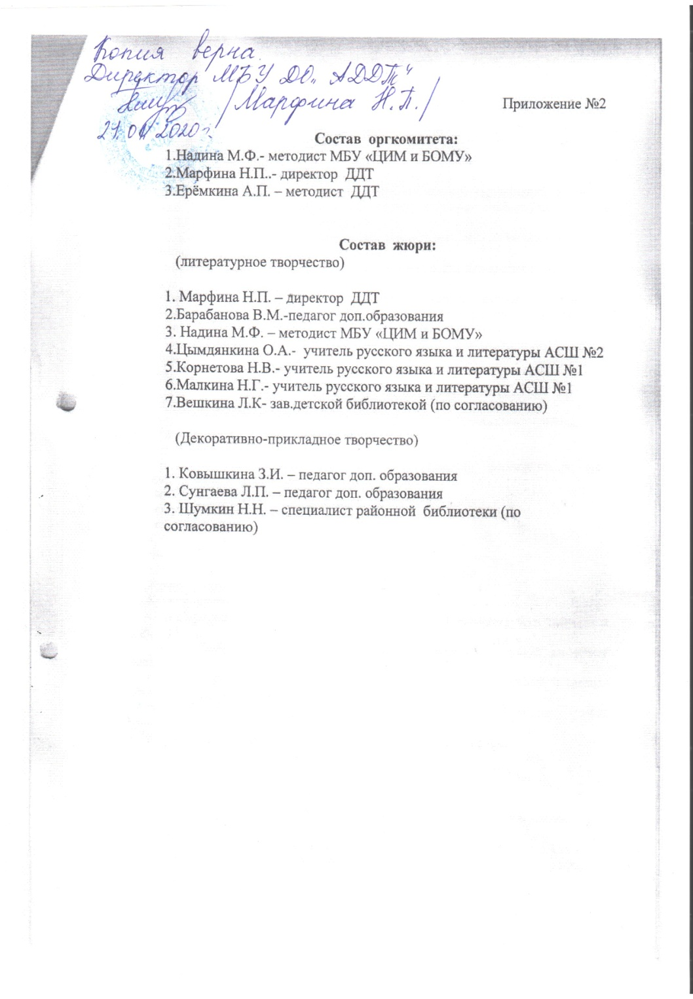 Копия верна.
Директор МБУ ДО „АДДТ"
/Марфина Н.П./
Приложение №2
2020г.
Состав оргкомитета:
1.Надина М.Ф.- методист МБУ «ЦИМ и БОМУ»
2.Марфина Н.П..- директор ДДТ
3.Ерёмкина А.П. – методист ДДТ
Состав жюри:
(литературное творчество)
1. Марфина Н.П. – директор ДДТ
2.Барабанова В.М.-педагог доп.образования
3. Надина М.Ф. – методист МБУ «ЦИМ и БОМУ»
4.Цымдянкина О.А.- учитель русского языка и литературы АСШ №2
5.Корнетова Н.В.- учитель русского языка и литературы АСШ №1
6.Малкина Н.Г.- учитель русского языка и литературы АСШ №1
7.Вешкина Л.К- зав.детской библиотекой (по согласованию)
(Декоративно-прикладное творчество)
1. Ковышкина З.И. – педагог доп. образования
2. Сунгаева Л.П. – педагог доп. образования
3. Шумкин Н.Н. – специалист районной библиотеки (по
согласованию)